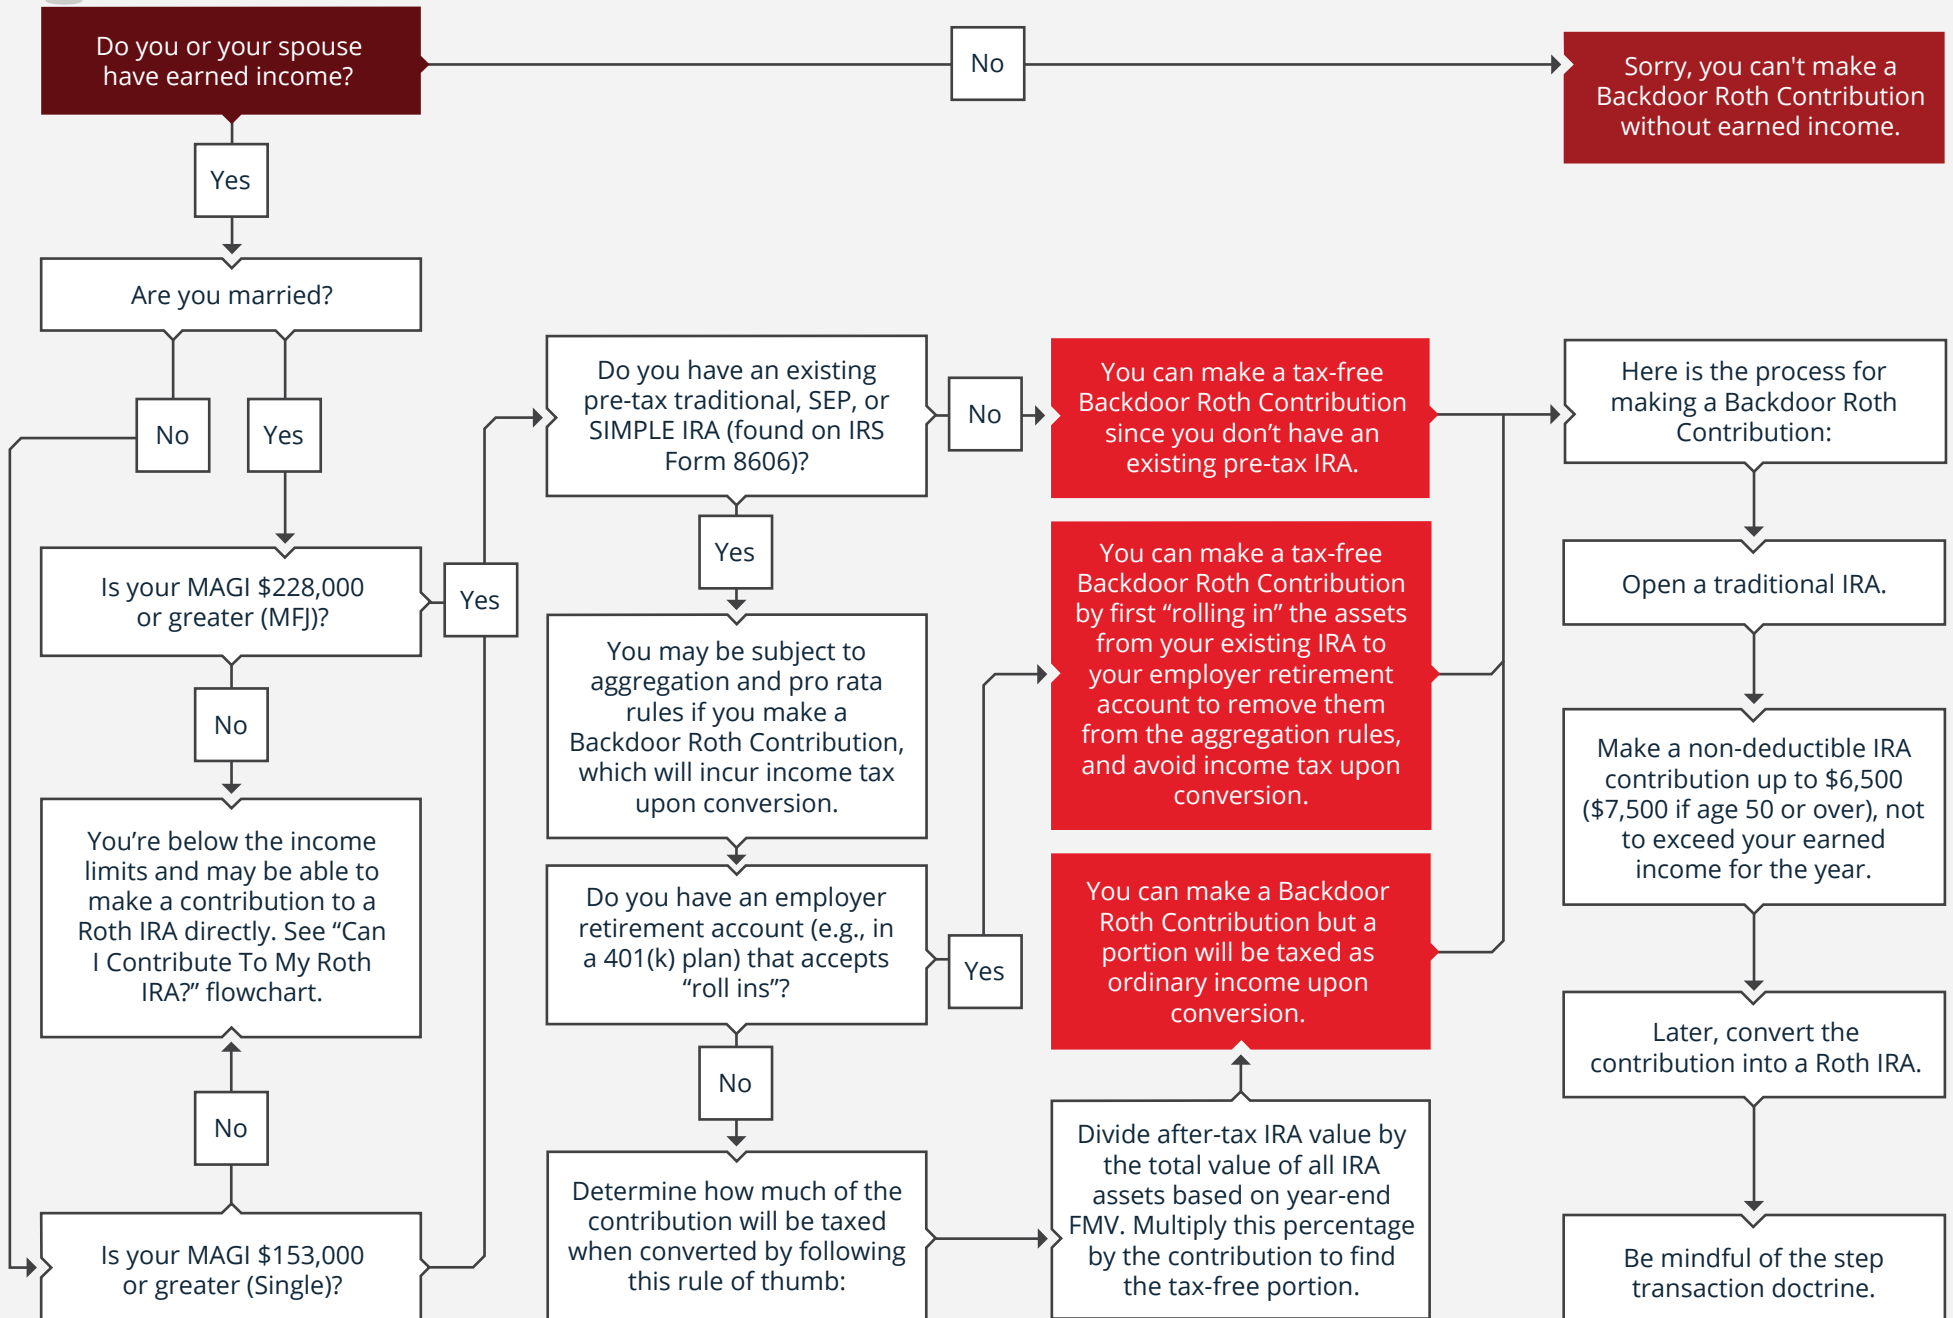 Do you or your spouse
have earned income?
No
Sorry, you can't make a
Backdoor Roth Contribution
without earned income.
Yes
Are you married?
No
Yes
Is your MAGI $228,000
or greater (MFJ)?
Yes
No
You’re below the income
limits and may be able to
make a contribution to a
Roth IRA directly. See “Can
I Contribute To My Roth
IRA?” flowchart.
No
Is your MAGI $153,000
or greater (Single)?
Do you have an existing
pre-tax traditional, SEP, or
SIMPLE IRA (found on IRS
Form 8606)?
No
Yes
You may be subject to
aggregation and pro rata
rules if you make a
Backdoor Roth Contribution,
which will incur income tax
upon conversion.
Do you have an employer
retirement account (e.g., in
a 401(k) plan) that accepts
“roll ins”?
Yes
No
Determine how much of the
contribution will be taxed
when converted by following
this rule of thumb:
You can make a tax-free
Backdoor Roth Contribution
since you don’t have an
existing pre-tax IRA.
You can make a tax-free
Backdoor Roth Contribution
by first “rolling in” the assets
from your existing IRA to
your employer retirement
account to remove them
from the aggregation rules,
and avoid income tax upon
conversion.
You can make a Backdoor
Roth Contribution but a
portion will be taxed as
ordinary income upon
conversion.
Divide after-tax IRA value by
the total value of all IRA
assets based on year-end
FMV. Multiply this percentage
by the contribution to find
the tax-free portion.
Here is the process for
making a Backdoor Roth
Contribution:
Open a traditional IRA.
Make a non-deductible IRA
contribution up to $6,500
($7,500 if age 50 or over), not
to exceed your earned
income for the year.
Later, convert the
contribution into a Roth IRA.
Be mindful of the step
transaction doctrine.